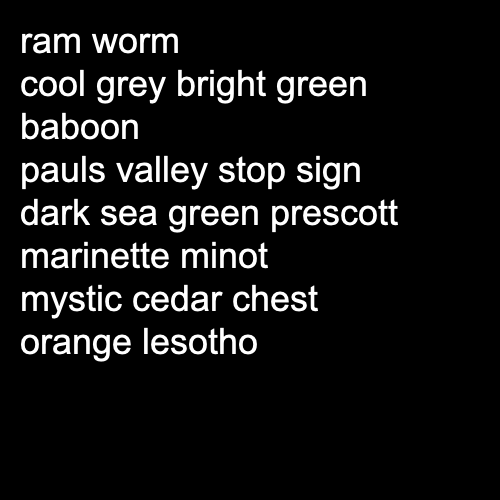 ram worm
cool grey bright green
baboon
pauls valley stop sign
dark sea green prescott
marinette minot
mystic cedar chest
orange lesotho